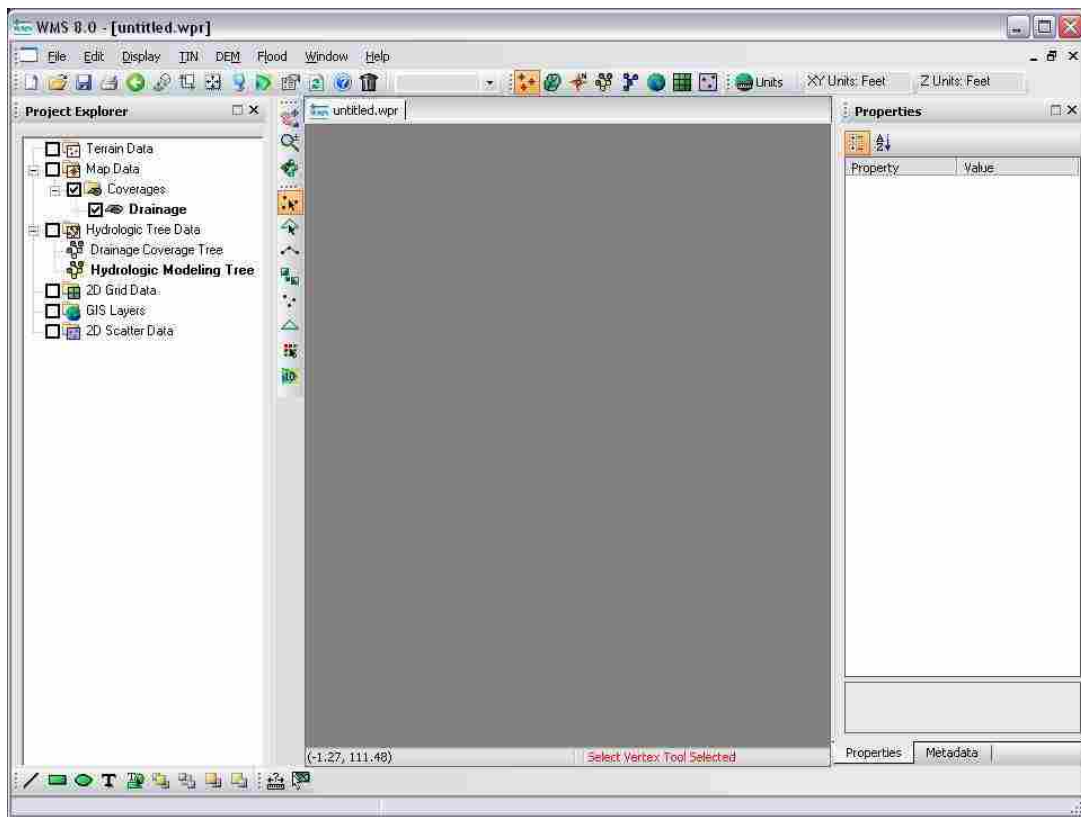 WMS 8.0 - [untitled.wpr]
File Edit Display TIN DEM Flood Window Help
Units XY Units: Feet Z Units: Feet
Project Explorer
untitled.wpr
Properties
Terrain Data
Map Data
Coverages
Drainage
Hydrologic Tree Data
Drainage Coverage Tree
Hydrologic Modeling Tree
2D Grid Data
GIS Layers
2D Scatter Data
Property Value
(-1.27, 111.48)
Select Vertex Tool Selected
Properties Metadata